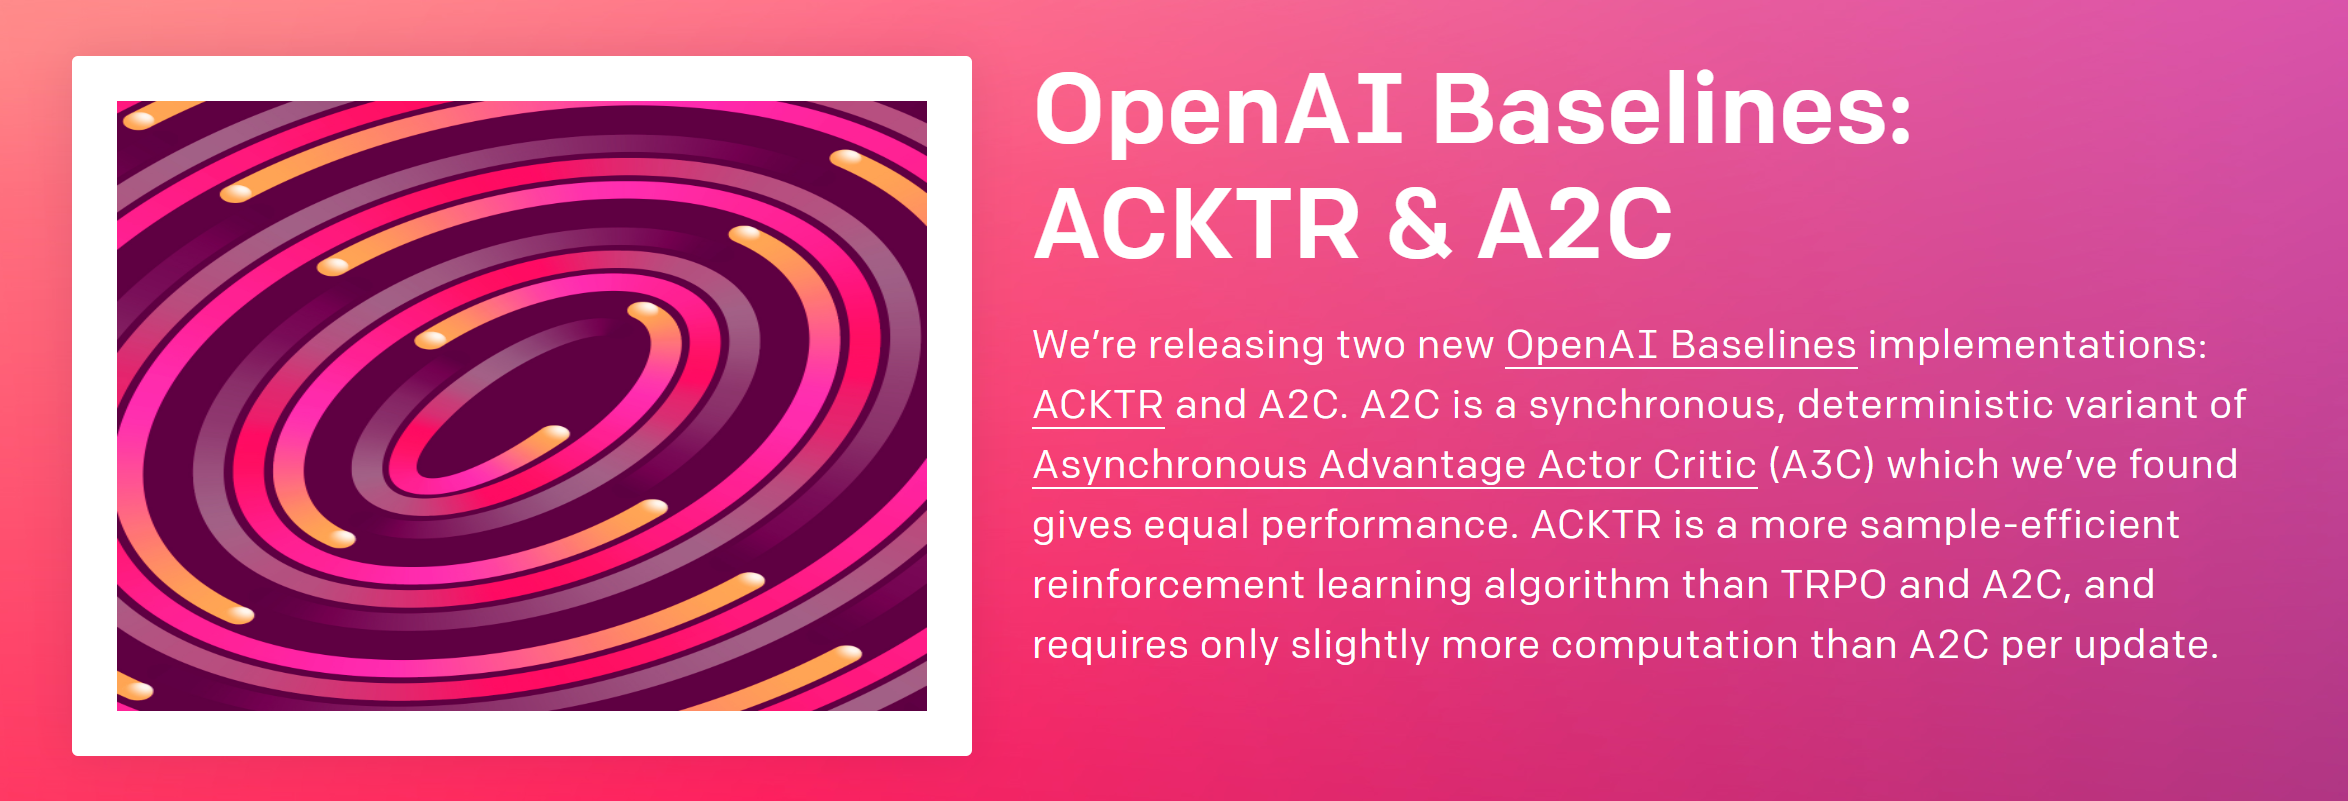 OpenAI Baselines:
ACKTR & A2C
We’re releasing two new OpenAI Baselines implementations:
ACKTR and A2C. A2C is a synchronous, deterministic variant of
Asynchronous Advantage Actor Critic (A3C) which we’ve found
gives equal performance. ACKTR is a more sample-efficient
reinforcement learning algorithm than TRPO and A2C, and
requires only slightly more computation than A2C per update.